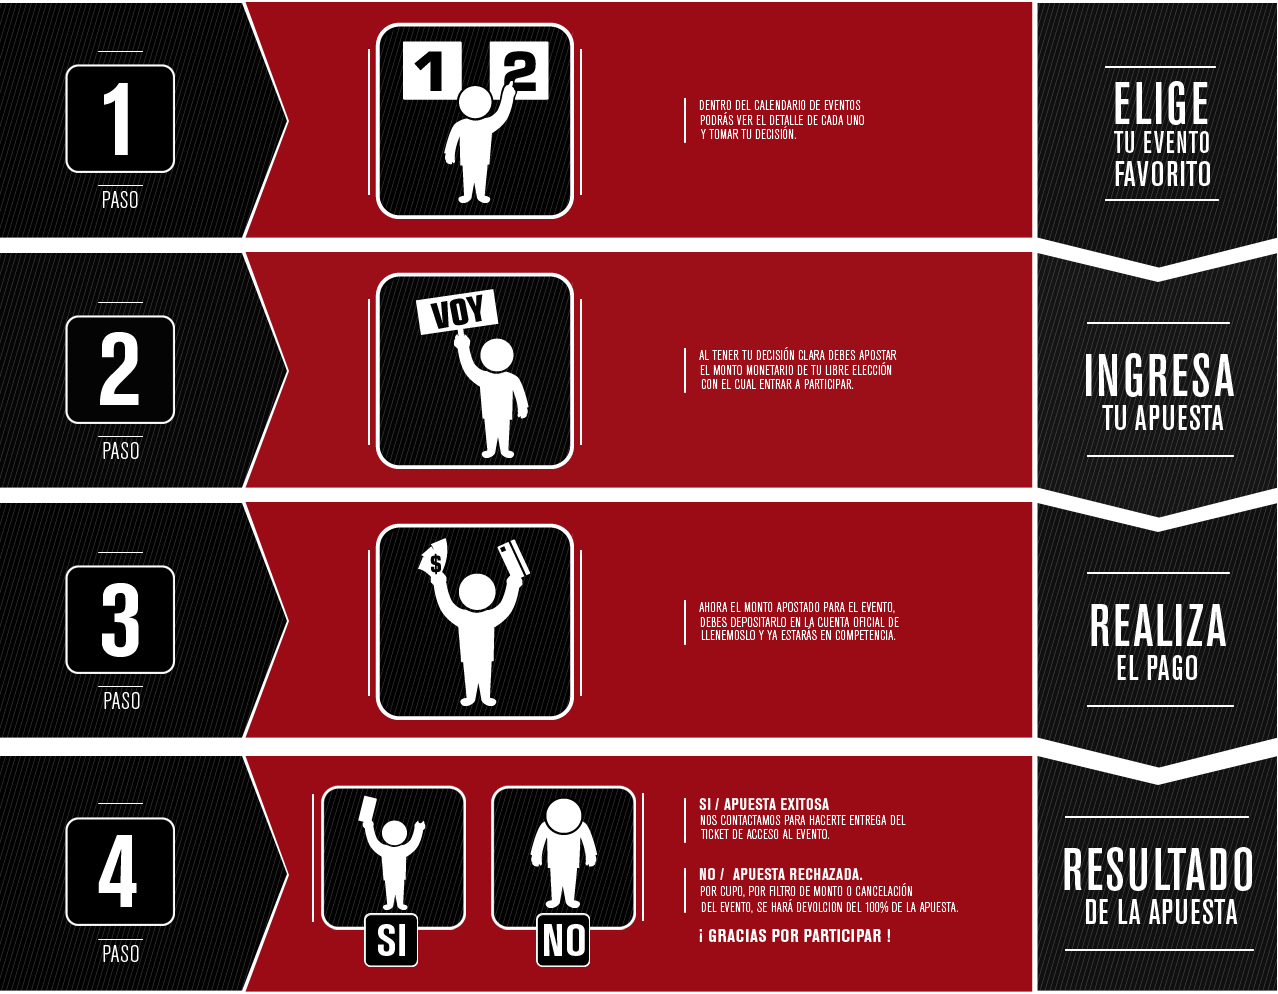 1
PASO
1 2
DENTRO DEL CALENDARIO DE EVENTOS
PODRÁS VER EL DETALLE DE CADA UNO
Y TOMAR TU DECISIÓN.
ELIGE
TU EVENTO
FAVORITO
2
PASO
VOY
AL TENER TU DECISIÓN CLARA DEBES APOSTAR
EL MONTO MONETARIO DE TU LIBRE ELECCIÓN
CON EL CUAL ENTRAR A PARTICIPAR.
INGRESA
TU APUESTA
3
PASO
$
AHORA EL MONTO APOSTADO PARA EL EVENTO,
DEBES DEPOSITARLO EN LA CUENTA OFICIAL DE
LLENEMOSLO Y YA ESTARÁS EN COMPETENCIA.
REALIZA
EL PAGO
4
PASO
SI
NO
SI / APUESTA EXITOSA
NOS CONTACTAMOS PARA HACERTE ENTREGA DEL
TICKET DE ACCESO AL EVENTO.
NO / APUESTA RECHAZADA.
POR CUPO, POR FILTRO DE MONTO O CANCELACIÓN
DEL EVENTO, SE HARÁ DEVOLCION DEL 100% DE LA APUESTA.
¡ GRACIAS POR PARTICIPAR !
RESULTADO
DE LA APUESTA